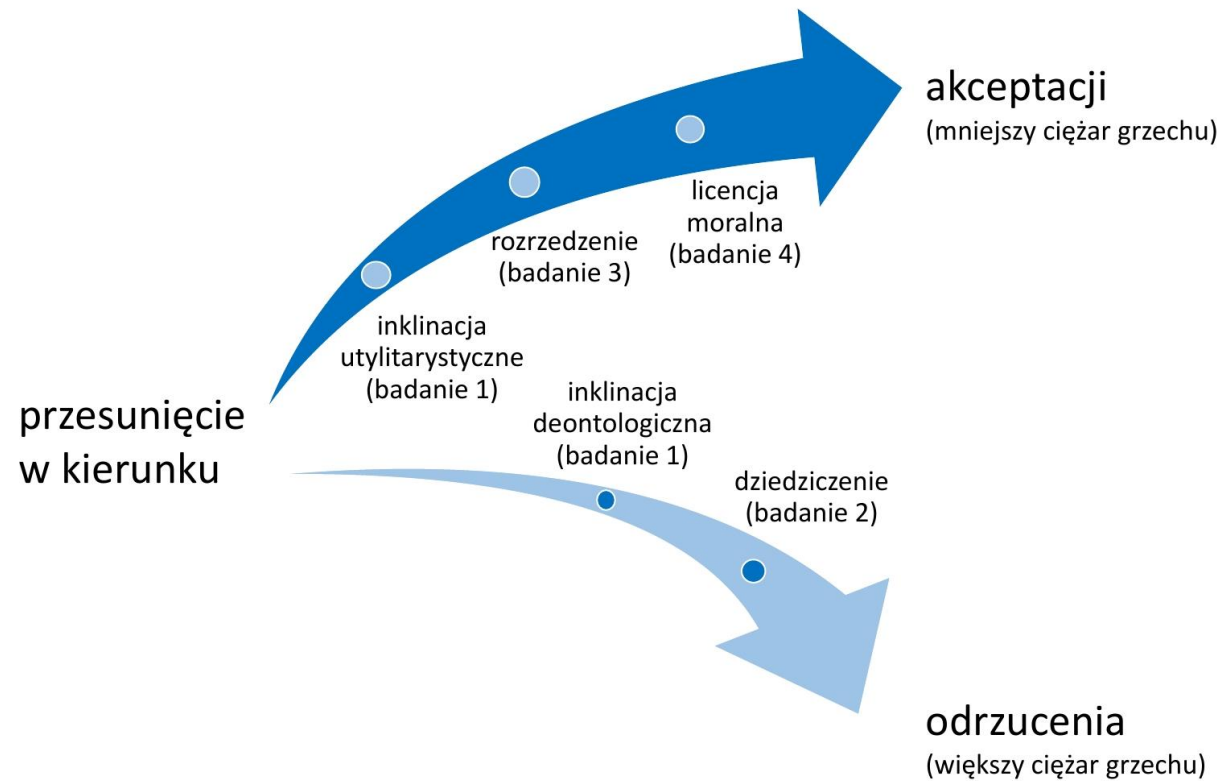 przesunięcie
w kierunku
akceptacji
(mniejszy ciężar grzechu)
licencja
moralna
(badanie 4)
rozrzedzenie
(badanie 3)
inklinacja
utylitarystyczne
(badanie 1)
inklinacja
deontologiczna
(badanie 1)
dziedziczenie
(badanie 2)
odrzucenia
(większy ciężar grzechu)